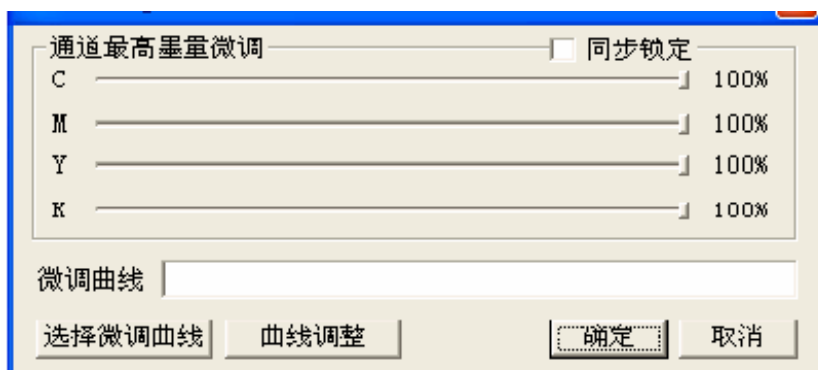 通道最高墨量微调 同步锁定
C 100%
M 100%
Y 100%
K 100%
微调曲线
选择微调曲线 曲线调整 确定 取消